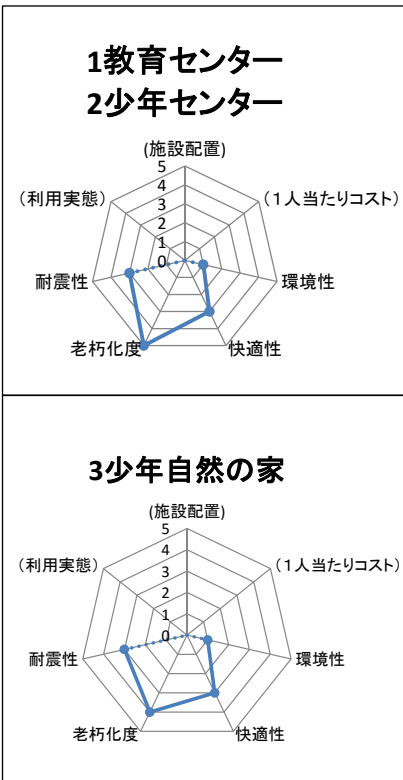 1教育センター
2少年センター
(施設配置)
5
4
3
2
1
0
（利用実態）
（１人当たりコスト）
耐震性
環境性
老朽化度
快適性
3少年自然の家
(施設配置)
5
4
3
2
1
0
（利用実態）
（１人当たりコスト）
耐震性
環境性
老朽化度
快適性